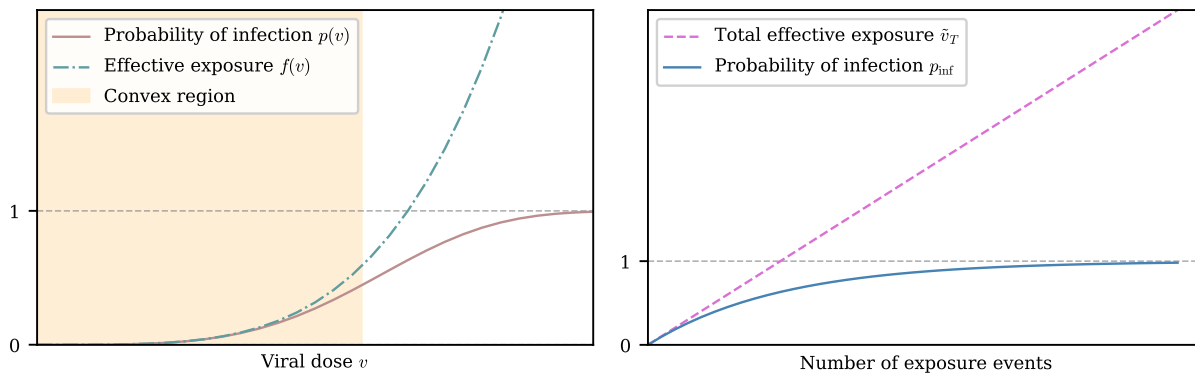 Probability of infection p(v)
Effective exposure f(v)
Convex region
1
0
Viral dose v
Total effective exposure ṽ_T
Probability of infection p_inf
1
0
Number of exposure events